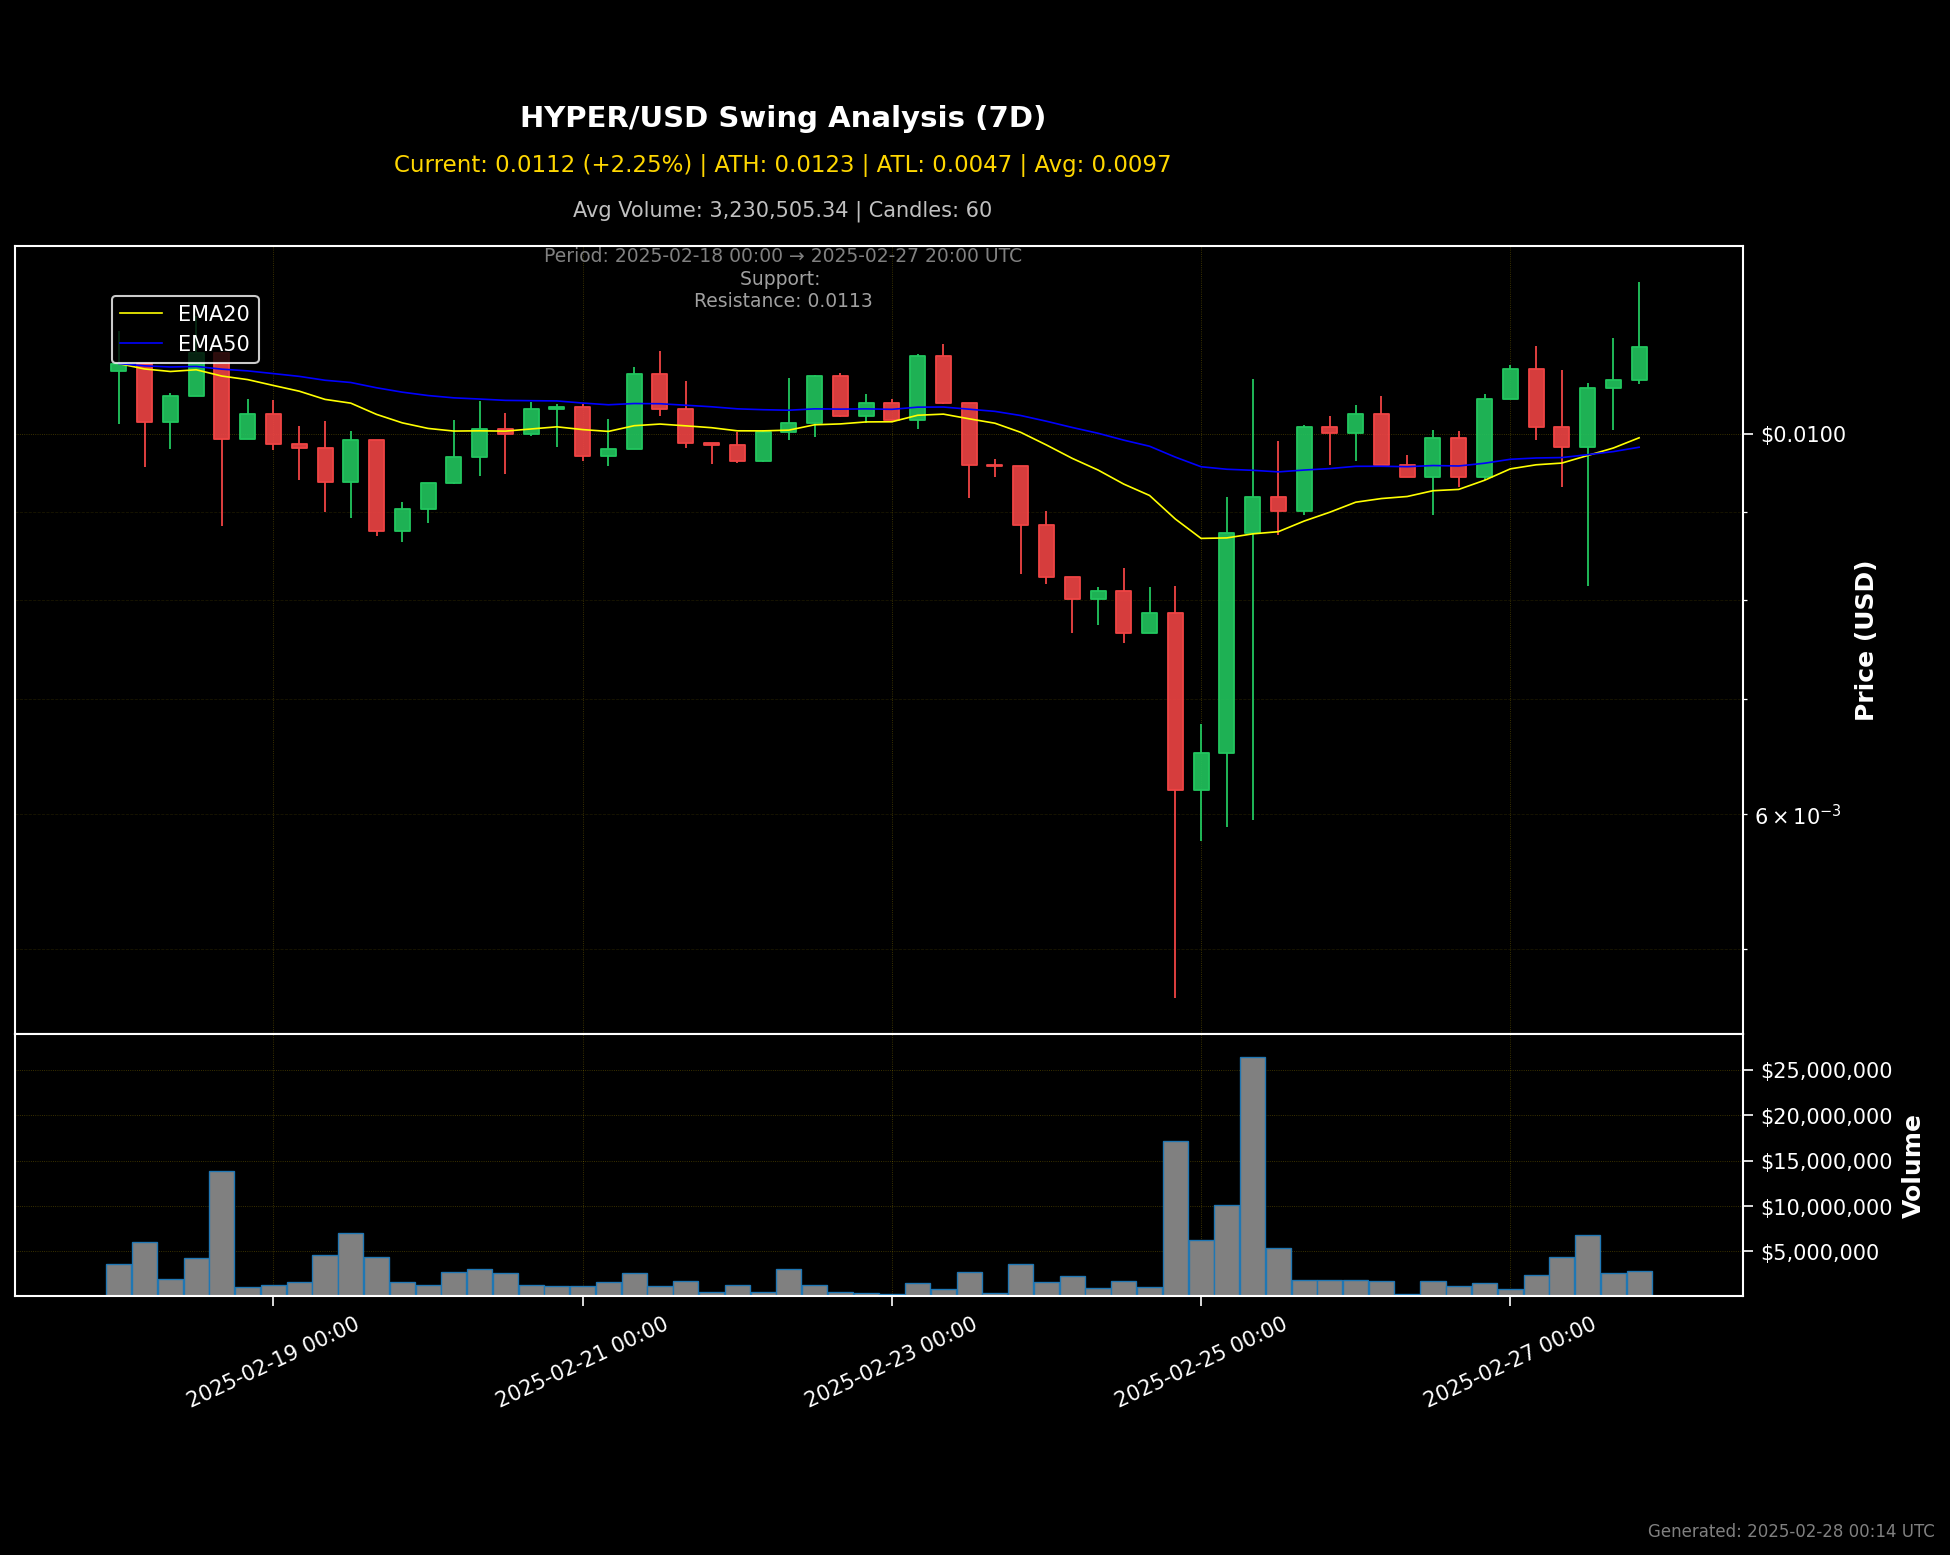 HYPER/USD Swing Analysis (7D)
Current: 0.0112 (+2.25%) | ATH: 0.0123 | ATL: 0.0047 | Avg: 0.0097
Avg Volume: 3,230,505.34 | Candles: 60
Period: 2025-02-18 00:00 → 2025-02-27 20:00 UTC
Support:
Resistance: 0.0113
EMA20
EMA50
$0.0100
6 × 10⁻³
Price (USD)
$25,000,000
$20,000,000
$15,000,000
$10,000,000
$5,000,000
Volume
2025-02-19 00:00
2025-02-21 00:00
2025-02-23 00:00
2025-02-25 00:00
2025-02-27 00:00
Generated: 2025-02-28 00:14 UTC